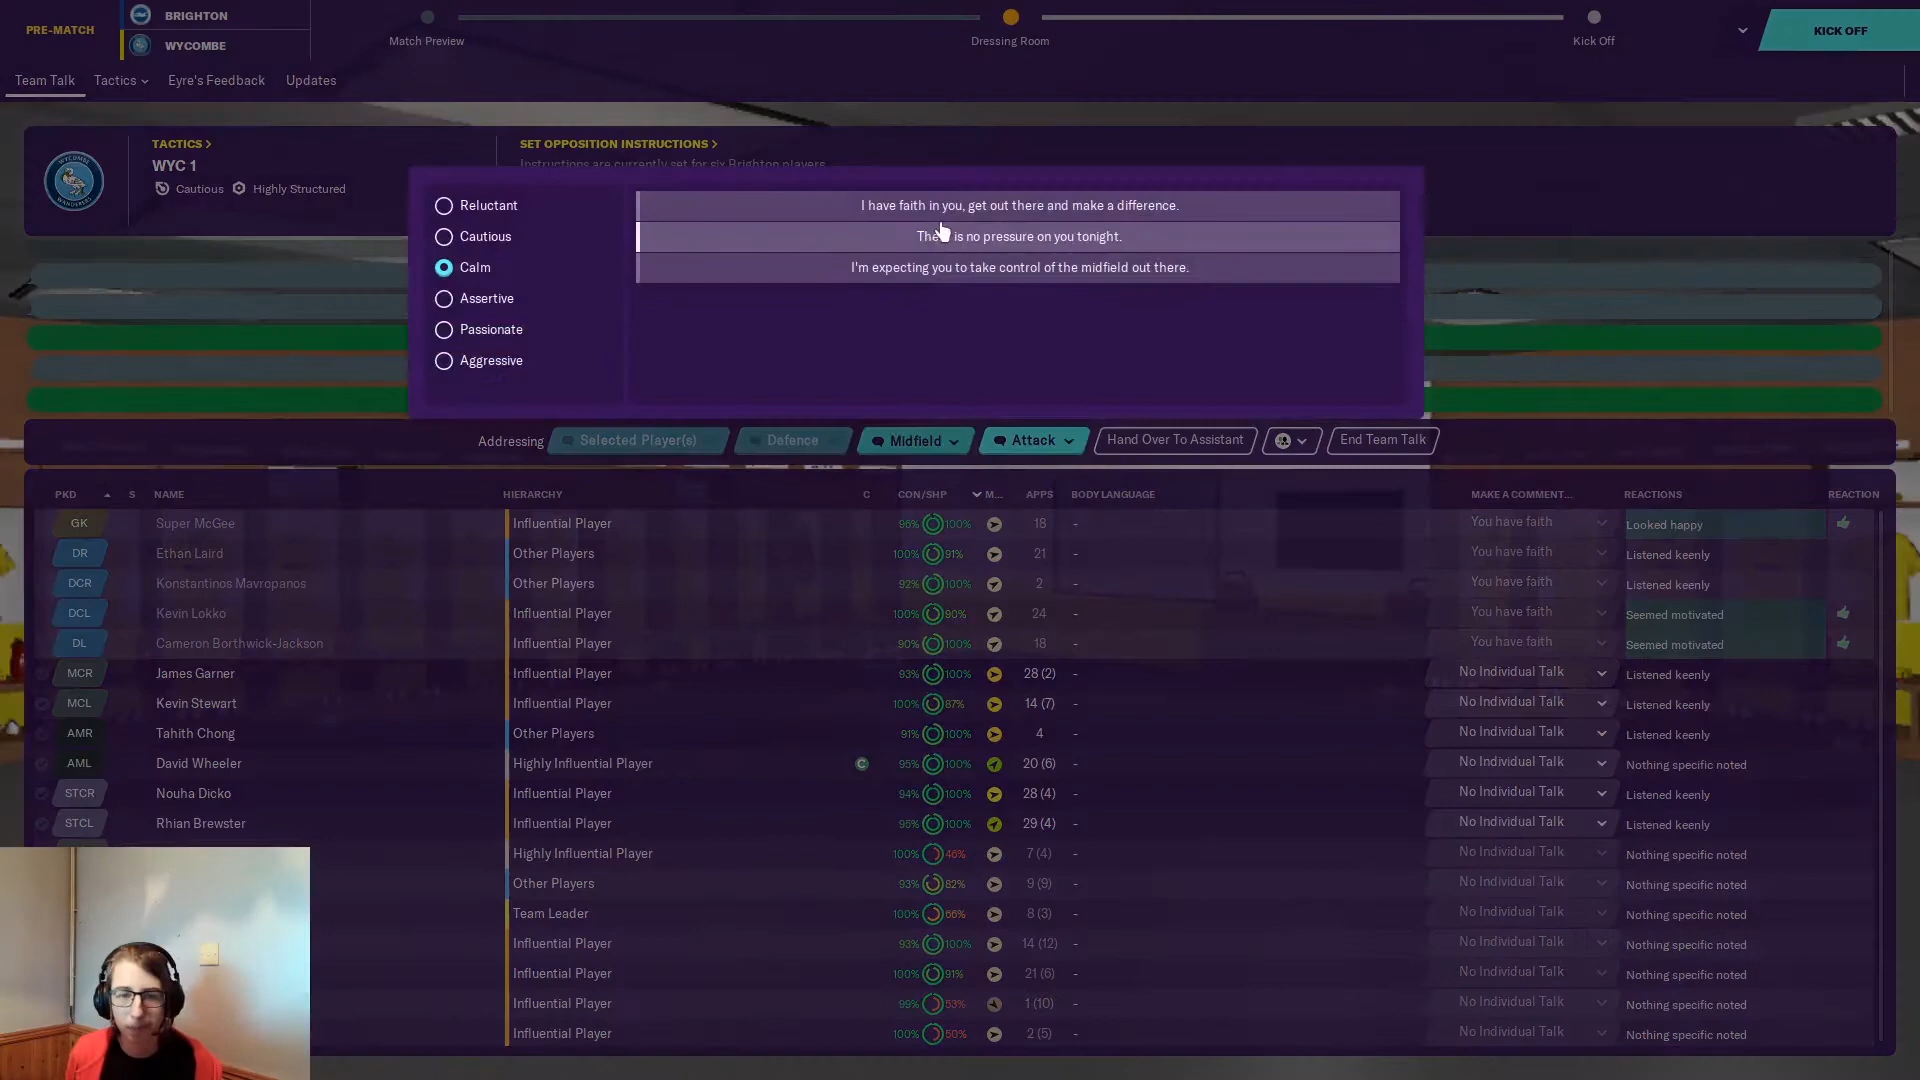 PRE-MATCH
BRIGHTON
WYCOMBE
Match Preview
Dressing Room
Kick Off
KICK OFF
Team Talk Tactics Eyre's Feedback Updates
TACTICS >
WYC 1
Cautious Highly Structured
SET OPPOSITION INSTRUCTIONS >
Instructions are currently set for six Brighton players
Reluctant
Cautious
Calm
Assertive
Passionate
Aggressive
I have faith in you, get out there and make a difference.
is no pressure on you tonight.
I'm expecting you to take control of the midfield out there.
Addressing Selected Player(s) Defence Midfield Attack Hand Over To Assistant End Team Talk
PKD S NAME HIERARCHY C CON/SHP M... APPS BODY LANGUAGE MAKE A COMMENT... REACTIONS REACTION
GK Super McGee Influential Player 96% 100% 18 - You have faith Looked happy
DR Ethan Laird Other Players 100% 91% 21 - You have faith Listened keenly
DCR Konstantinos Mavropanos Other Players 92% 100% 2 - You have faith Listened keenly
DCL Kevin Lokko Influential Player 100% 90% 24 - You have faith Seemed motivated
DL Cameron Borthwick-Jackson Influential Player 90% 100% 18 - You have faith Seemed motivated
MCR James Garner Influential Player 93% 100% 28 (2) - No Individual Talk Listened keenly
MCL Kevin Stewart Influential Player 100% 87% 14 (7) - No Individual Talk Listened keenly
AMR Tahith Chong Other Players 91% 100% 4 - No Individual Talk Listened keenly
AML David Wheeler Highly Influential Player C 95% 100% 20 (6) - No Individual Talk Nothing specific noted
STCR Nouha Dicko Influential Player 94% 100% 28 (4) - No Individual Talk Listened keenly
STCL Rhian Brewster Influential Player 95% 100% 29 (4) - No Individual Talk Listened keenly
Highly Influential Player 100% 46% 7 (4) - No Individual Talk Nothing specific noted
Other Players 93% 82% 9 (9) - No Individual Talk Nothing specific noted
Team Leader 100% 66% 8 (3) - No Individual Talk Nothing specific noted
Influential Player 93% 100% 14 (12) - No Individual Talk Nothing specific noted
Influential Player 100% 91% 21 (6) - No Individual Talk Nothing specific noted
Influential Player 99% 53% 1 (10) - No Individual Talk Nothing specific noted
Influential Player 100% 50% 2 (5) - No Individual Talk Nothing specific noted